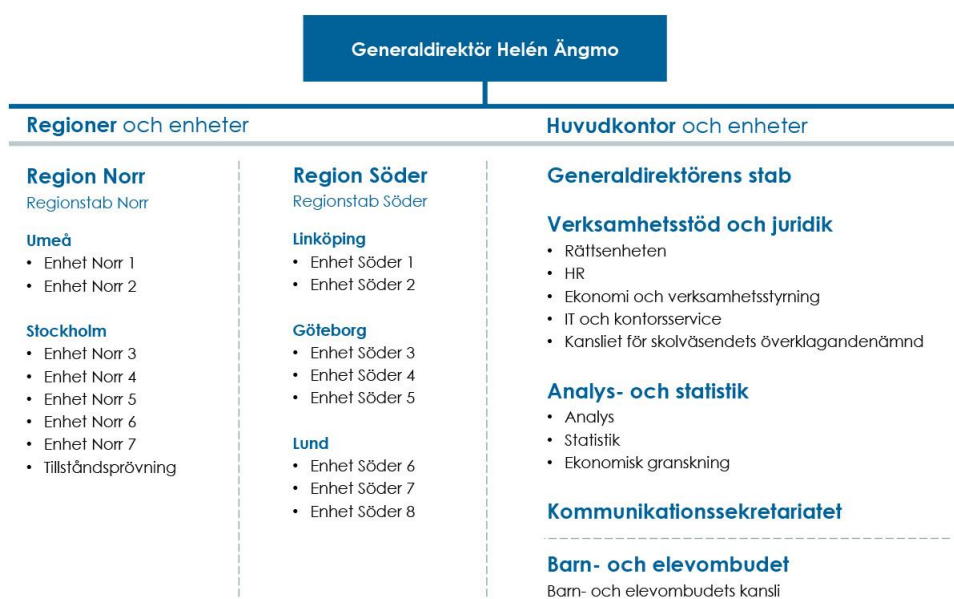 Generaldirektör Helén Ängmo
Regioner och enheter
Region Norr
Regionstab Norr
Umeå
• Enhet Norr 1
• Enhet Norr 2
Stockholm
• Enhet Norr 3
• Enhet Norr 4
• Enhet Norr 5
• Enhet Norr 6
• Enhet Norr 7
• Tillståndsprövning
Region Söder
Regionstab Söder
Linköping
• Enhet Söder 1
• Enhet Söder 2
Göteborg
• Enhet Söder 3
• Enhet Söder 4
• Enhet Söder 5
Lund
• Enhet Söder 6
• Enhet Söder 7
• Enhet Söder 8
Huvudkontor och enheter
Generaldirektörens stab
Verksamhetsstöd och juridik
• Rättsenheten
• HR
• Ekonomi och verksamhetsstyrning
• IT och kontorsservice
• Kansliet för skolväsendets överklagandenämnd
Analys- och statistik
• Analys
• Statistik
• Ekonomisk granskning
Kommunikationssekretariatet
Barn- och elevombudet
Barn- och elevombudets kansli